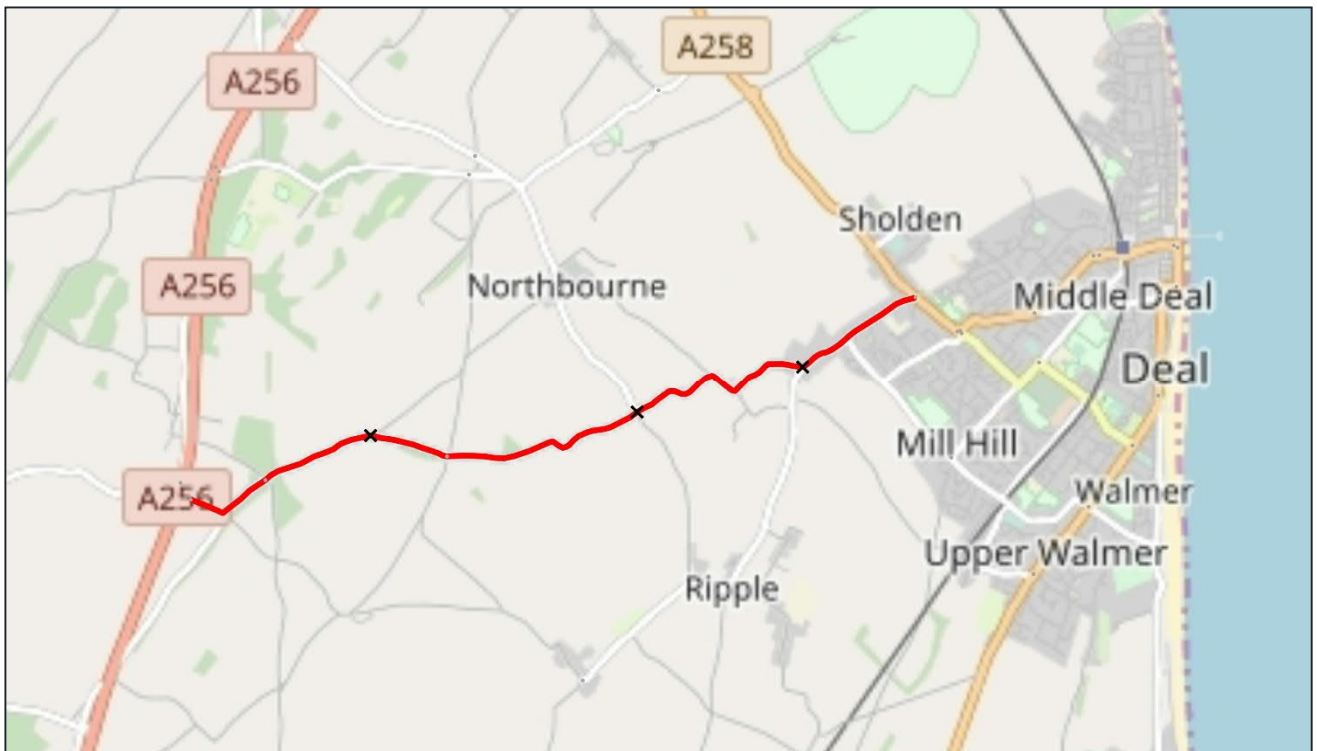 A258
A256
Sholden
A256
Northbourne
Middle Deal
Deal
Mill Hill
A256
Walmer
Upper Walmer
Ripple